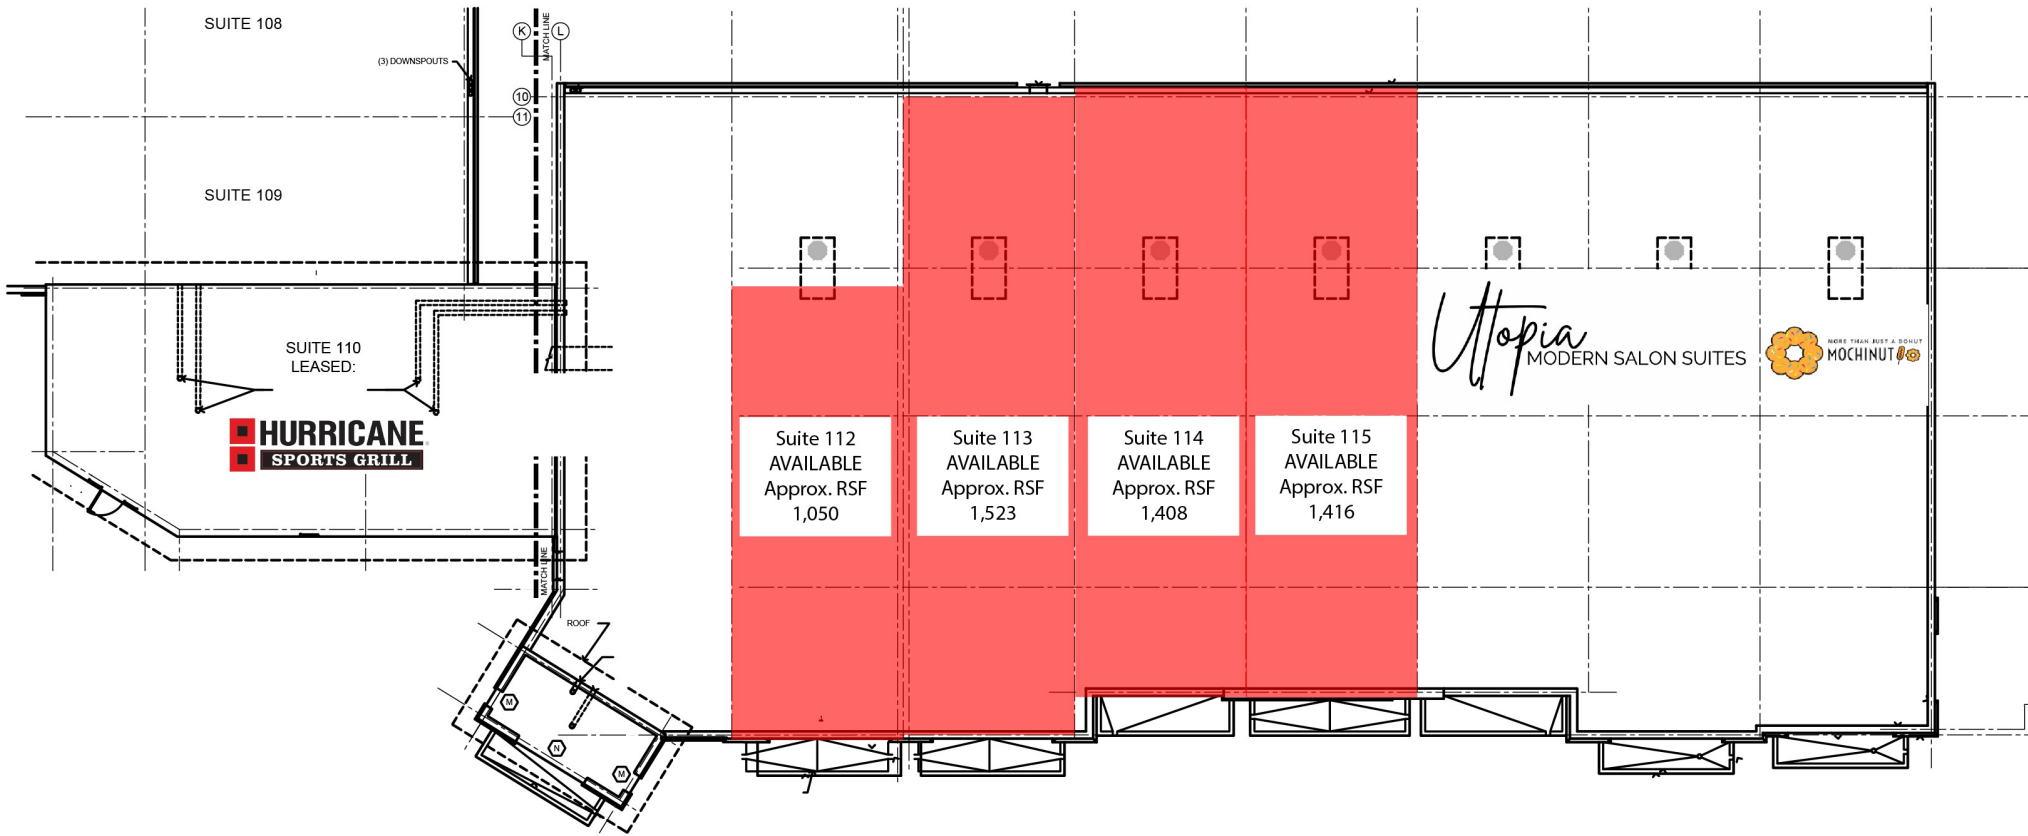 SUITE 108
(3) DOWNSPOUTS
K
L
MATCH LINE
10
11
SUITE 109
SUITE 110
LEASED:
HURRICANE
SPORTS GRILL
Suite 112
AVAILABLE
Approx. RSF
1,050
Suite 113
AVAILABLE
Approx. RSF
1,523
Suite 114
AVAILABLE
Approx. RSF
1,408
Suite 115
AVAILABLE
Approx. RSF
1,416
Utopia
MODERN SALON SUITES
MORE THAN JUST A DONUT
MOCHINUT
MATCH LINE
ROOF
M
N
M